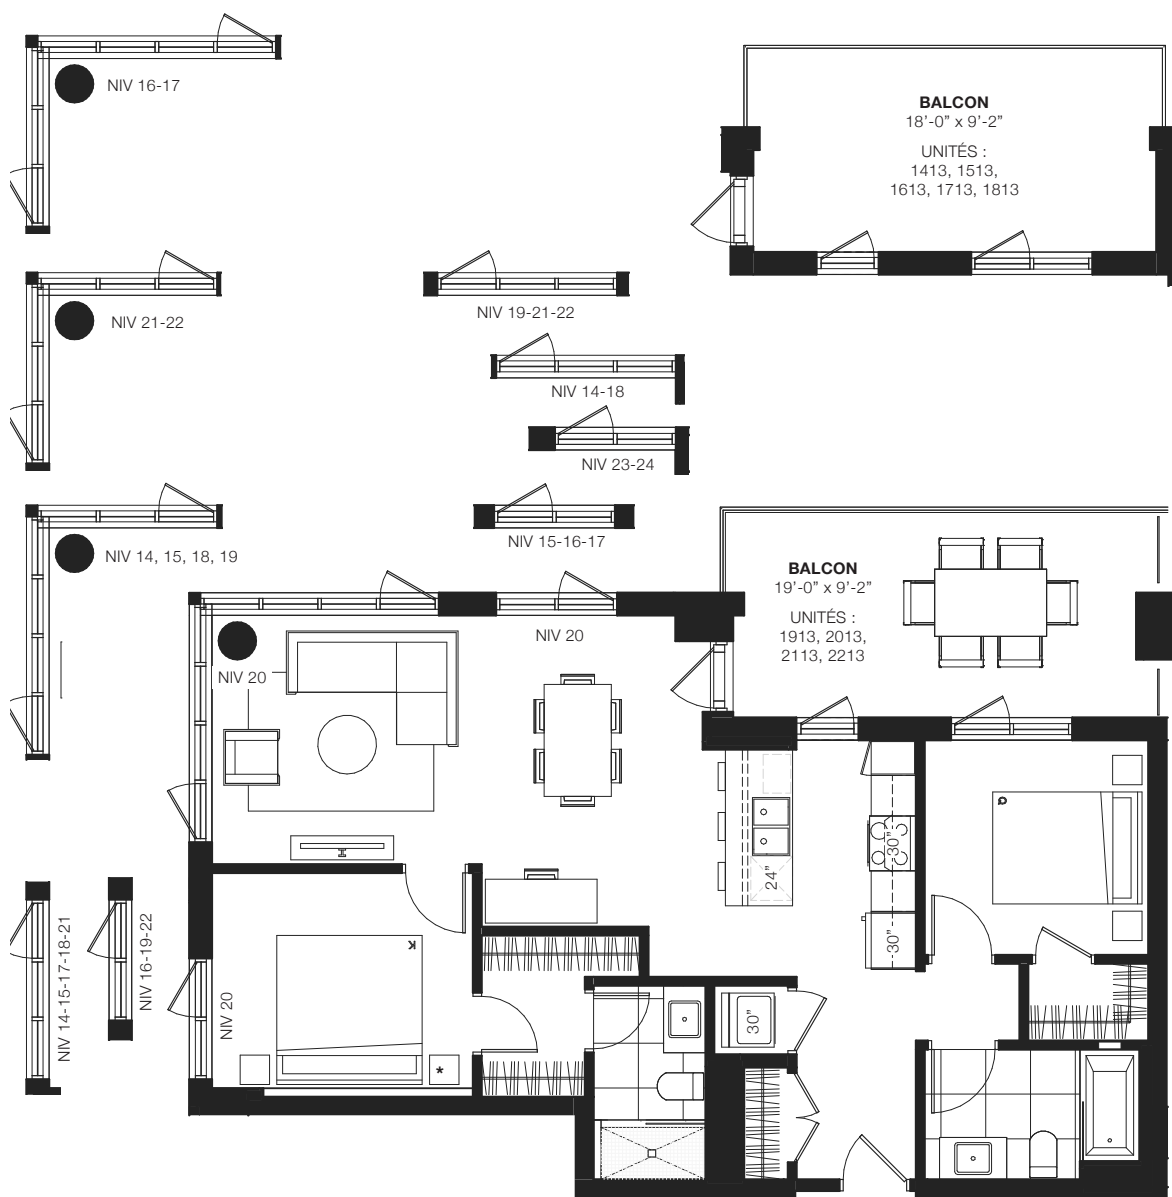 NIV 16-17
BALCON
18'-0" x 9'-2"
UNITÉS :
1413, 1513,
1613, 1713, 1813
NIV 21-22
NIV 19-21-22
NIV 14-18
NIV 23-24
NIV 15-16-17
NIV 14, 15, 18, 19
BALCON
19'-0" x 9'-2"
UNITÉS :
1913, 2013,
2113, 2213
NIV 20
NIV 20
Q
30"
24"
30"
K
NIV 14-15-17-18-21
NIV 16-19-22
NIV 20
30"
*